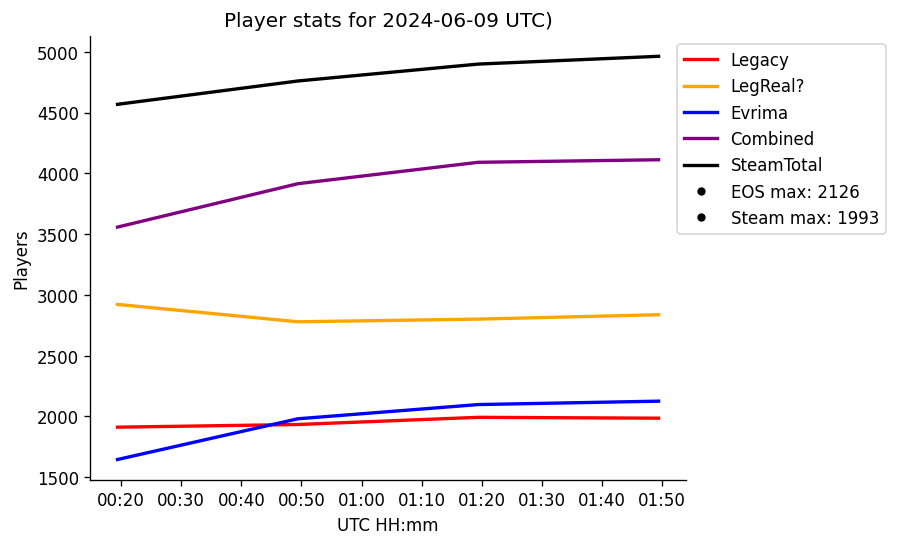 Player stats for 2024-06-09 UTC)
Players
5000
4500
4000
3500
3000
2500
2000
1500
00:20 00:30 00:40 00:50 01:00 01:10 01:20 01:30 01:40 01:50
UTC HH:mm
Legacy
LegReal?
Evrima
Combined
SteamTotal
EOS max: 2126
Steam max: 1993